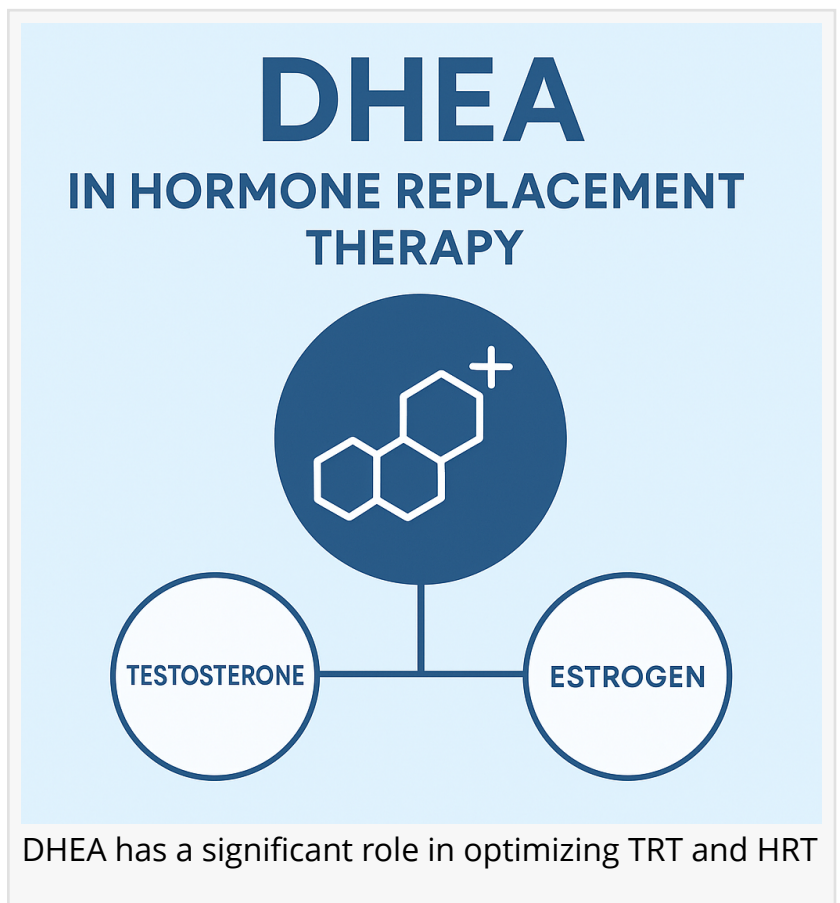 DHEA
IN HORMONE REPLACEMENT
THERAPY
TESTOSTERONE
ESTROGEN
DHEA has a significant role in optimizing TRT and HRT